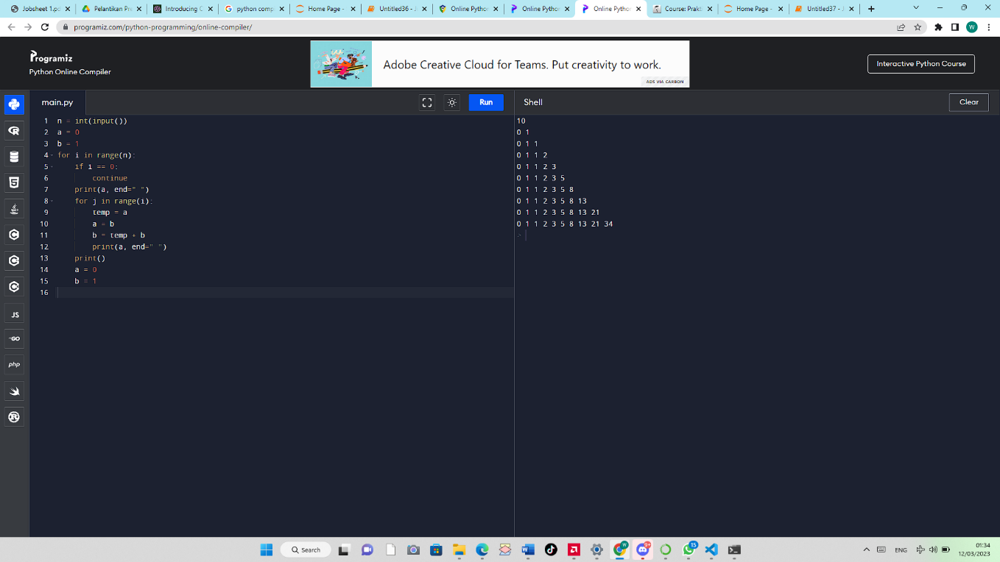 Jobsheet 1.pd
Pelantikan Pr
Introducing C
python comp
Home Page -
Untitled36 - J
Online Python
Online Python
Online Python
Course: Prakt
Home Page -
Untitled37 - J
programiz.com/python-programming/online-compiler/
W
Programiz
Python Online Compiler
Adobe Creative Cloud for Teams. Put creativity to work.
ADS VIA CARBON
Interactive Python Course
main.py
Run
Shell
Clear
1 n = int(input())
2 a = 0
3 b = 1
4 for i in range(n):
5 if i == 0:
6 continue
7 print(a, end=" ")
8 for j in range(i):
9 temp = a
10 a = b
11 b = temp + b
12 print(a, end=" ")
13 print()
14 a = 0
15 b = 1
16
10
0 1
0 1 1
0 1 1 2
0 1 1 2 3
0 1 1 2 3 5
0 1 1 2 3 5 8
0 1 1 2 3 5 8 13
0 1 1 2 3 5 8 13 21
0 1 1 2 3 5 8 13 21 34
>
JS
GO
php
Search
W
9+
15
ENG
01:34
12/03/2023